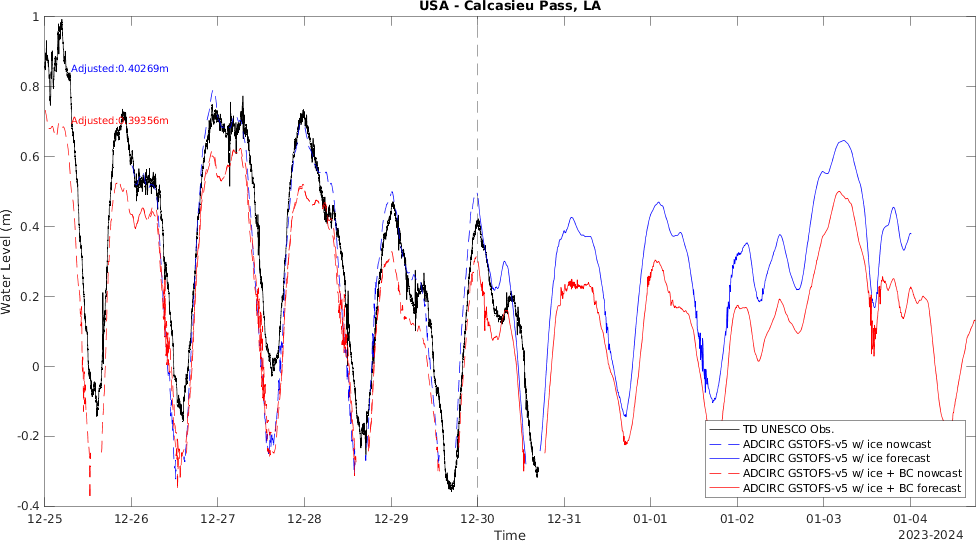 USA - Calcasieu Pass, LA
1
0.8
0.6
0.4
0.2
0
-0.2
-0.4
Water Level (m)
Adjusted:0.40269m
Adjusted:0.39356m
TD UNESCO Obs.
ADCIRC GSTOFS-v5 w/ ice nowcast
ADCIRC GSTOFS-v5 w/ ice forecast
ADCIRC GSTOFS-v5 w/ ice + BC nowcast
ADCIRC GSTOFS-v5 w/ ice + BC forecast
12-25 12-26 12-27 12-28 12-29 12-30 12-31 01-01 01-02 01-03 01-04
Time
2023-2024